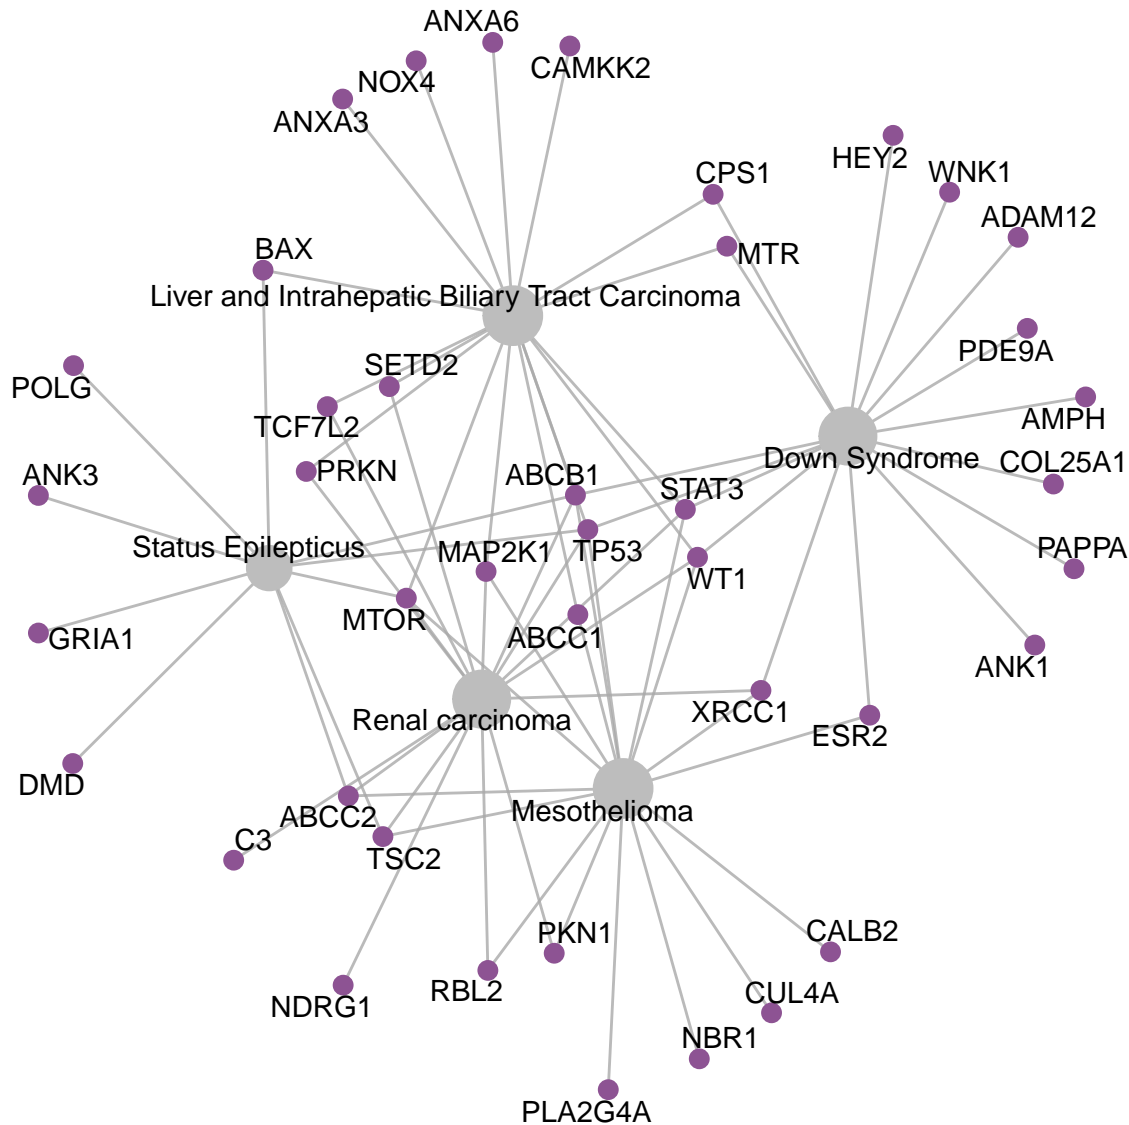 ANXA6
CAMKK2
NOX4
ANXA3
HEY2
CPS1
WNK1
ADAM12
BAX
MTR
Liver and Intrahepatic Biliary Tract Carcinoma
PDE9A
SETD2
POLG
AMPH
TCF7L2
Down Syndrome
PRKN
COL25A1
ANK3
ABCB1
STAT3
Status Epilepticus
MAP2K1
TP53
PAPPA
WT1
MTOR
GRIA1
ABCC1
ANK1
Renal carcinoma
XRCC1
ESR2
DMD
ABCC2
Mesothelioma
C3
TSC2
PKN1
CALB2
RBL2
CUL4A
NDRG1
NBR1
PLA2G4A